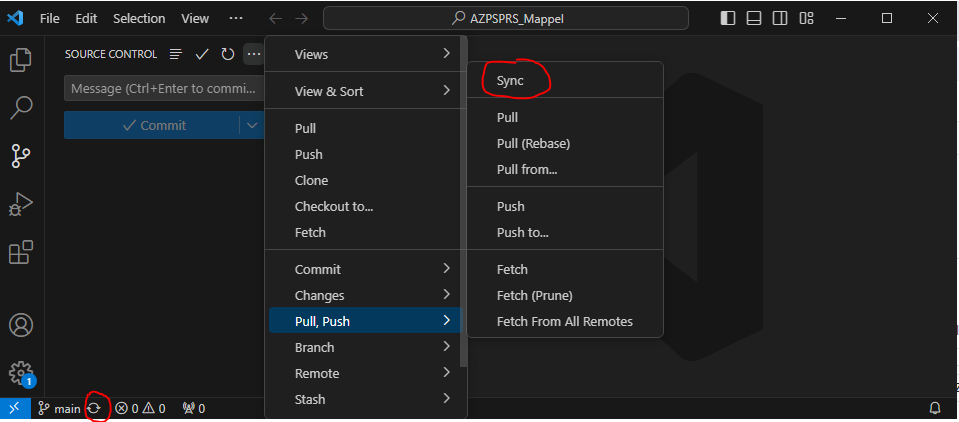 File Edit Selection View ··· AZPSPRS_Mappel
SOURCE CONTROL
Message (Ctrl+Enter to commi...
Commit
Views
View & Sort
Pull
Push
Clone
Checkout to...
Fetch
Commit
Changes
Pull, Push
Branch
Remote
Stash
Sync
Pull
Pull (Rebase)
Pull from...
Push
Push to...
Fetch
Fetch (Prune)
Fetch From All Remotes
1
main 0 0 0